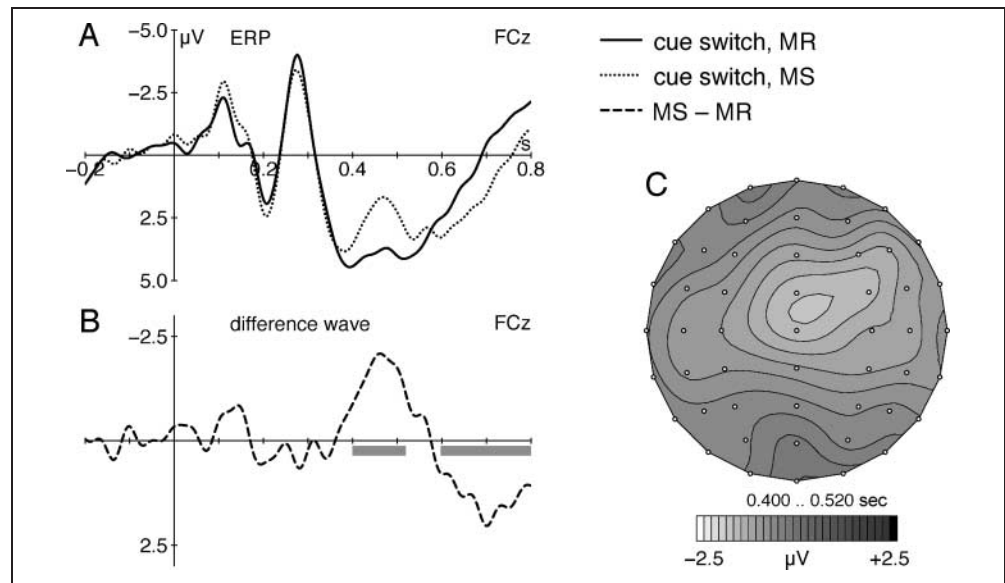 A
−5.0
μV
ERP
FCz
−2.5
s
−0.2
0.2
0.4
0.6
0.8
2.5
5.0
B
−2.5
difference wave
FCz
2.5
cue switch, MR
cue switch, MS
MS – MR
C
0.400 .. 0.520 sec
−2.5
μV
+2.5